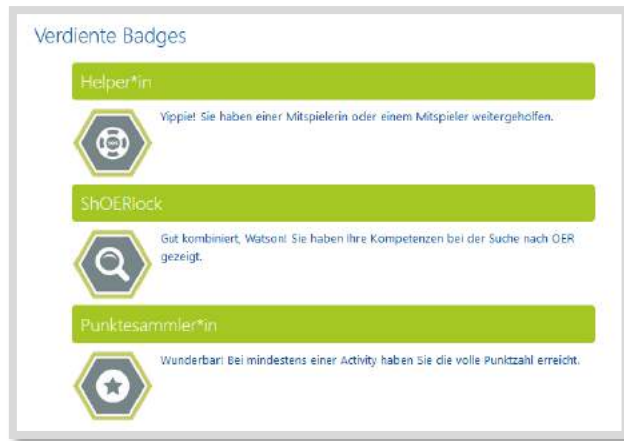 Verdiente Badges
Helper*in
Yippie! Sie haben einer Mitspielerin oder einem Mitspieler weitergeholfen.
ShOERlock
Gut kombiniert, Watson! Sie haben Ihre Kompetenzen bei der Suche nach OER
gezeigt.
Punktesammler*in
Wunderbar! Bei mindestens einer Activity haben Sie die volle Punktzahl erreicht.